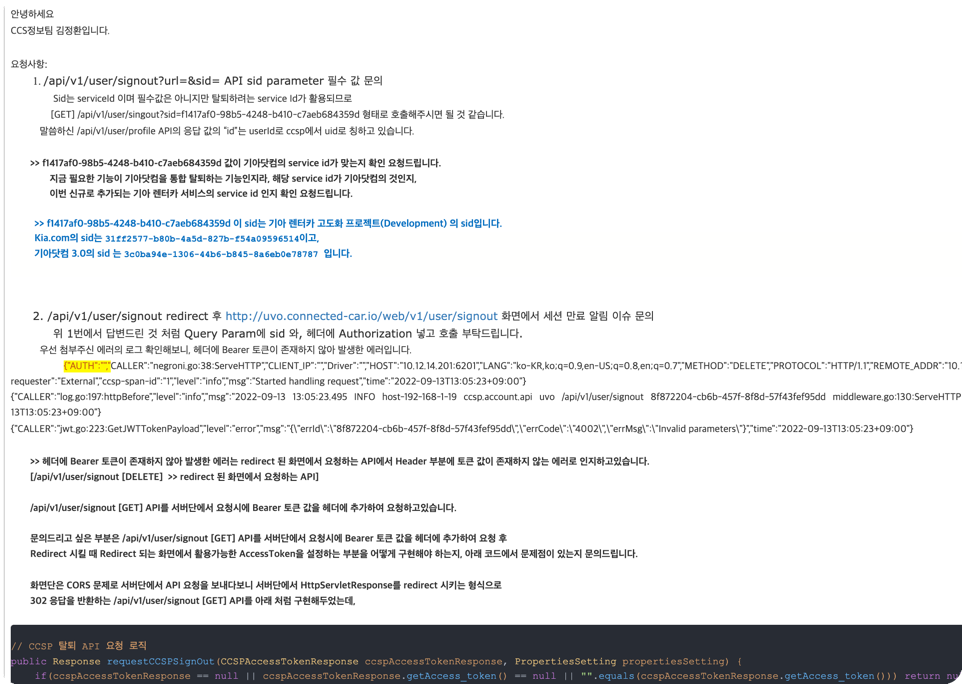 안녕하세요
CCS정보팀 김정환입니다.
요청사항:
1. /api/v1/user/signout?url=&sid= API sid parameter 필수 값 문의
Sid는 serviceId 이며 필수값은 아니지만 탈퇴하려는 service Id가 활용되므로
[GET] /api/v1/user/singout?sid=f1417af0-98b5-4248-b410-c7aeb684359d 형태로 호출해주시면 될 것 같습니다.
말씀하신 /api/v1/user/profile API의 응답 값의 "id"는 userId로 ccsp에서 uid로 칭하고 있습니다.
>> f1417af0-98b5-4248-b410-c7aeb684359d 값이 기아닷컴의 service id가 맞는지 확인 요청드립니다.
지금 필요한 기능이 기아닷컴을 통합 탈퇴하는 기능인지라, 해당 service id가 기아닷컴의 것인지,
이번 신규로 추가되는 기아 렌터카 서비스의 service id 인지 확인 요청드립니다.
>> f1417af0-98b5-4248-b410-c7aeb684359d 이 sid는 기아 렌터카 고도화 프로젝트(Development) 의 sid입니다.
Kia.com의 sid는 31ff2577-b80b-4a5d-827b-f54a09596514이고,
기아닷컴 3.0의 sid 는 3c0ba94e-1306-44b6-b845-8a6eb0e78787 입니다.
2. /api/v1/user/signout redirect 후 http://uvo.connected-car.io/web/v1/user/signout 화면에서 세션 만료 알림 이슈 문의
위 1번에서 답변드린 것 처럼 Query Param에 sid 와, 헤더에 Authorization 넣고 호출 부탁드립니다.
우선 첨부주신 에러의 로그 확인해보니, 헤더에 Bearer 토큰이 존재하지 않아 발생한 에러입니다.
{"AUTH":"","CALLER":"negroni.go:38:ServeHTTP","CLIENT_IP":"","Driver":"","HOST":"10.12.14.201:6201","LANG":"ko-KR,ko;q=0.9,en-US;q=0.8,en;q=0.7","METHOD":"DELETE","PROTOCOL":"HTTP/1.1","REMOTE_ADDR":"10.
requester":"External","ccsp-span-id":"1","level":"info","msg":"Started handling request","time":"2022-09-13T13:05:23+09:00"}
{"CALLER":"log.go:197:httpBefore","level":"info","msg":"2022-09-13 13:05:23.495 INFO host-192-168-1-19 ccsp.account.api uvo /api/v1/user/signout 8f872204-cb6b-457f-8f8d-57f43fef95dd middleware.go:130:ServeHTTP
13T13:05:23+09:00"}
{"CALLER":"jwt.go:223:GetJWTTokenPayload","level":"error","msg":"{\"errId\":\"8f872204-cb6b-457f-8f8d-57f43fef95dd\",\"errCode\":\"4002\",\"errMsg\":\"Invalid parameters\"}","time":"2022-09-13T13:05:23+09:00"}
>> 헤더에 Bearer 토큰이 존재하지 않아 발생한 에러는 redirect 된 화면에서 요청하는 API에서 Header 부분에 토큰 값이 존재하지 않는 에러로 인지하고있습니다.
[/api/v1/user/signout [DELETE] >> redirect 된 화면에서 요청하는 API]
/api/v1/user/signout [GET] API를 서버단에서 요청시에 Bearer 토큰 값을 헤더에 추가하여 요청하고있습니다.
문의드리고 싶은 부분은 /api/v1/user/signout [GET] API를 서버단에서 요청시에 Bearer 토큰 값을 헤더에 추가하여 요청 후
Redirect 시킬 때 Redirect 되는 화면에서 활용가능한 AccessToken을 설정하는 부분을 어떻게 구현해야 하는지, 아래 코드에서 문제점이 있는지 문의드립니다.
화면단은 CORS 문제로 서버단에서 API 요청을 보내다보니 서버단에서 HttpServletResponse를 redirect 시키는 형식으로
302 응답을 반환하는 /api/v1/user/signout [GET] API를 아래 처럼 구현해두었는데,
// CCSP 탈퇴 API 요청 로직
public Response requestCCSPSignOut(CCSPAccessTokenResponse ccspAccessTokenResponse, PropertiesSetting propertiesSetting) {
if(ccspAccessTokenResponse == null || ccspAccessTokenResponse.getAccess_token() == null || "".equals(ccspAccessTokenResponse.getAccess_token())) return nu